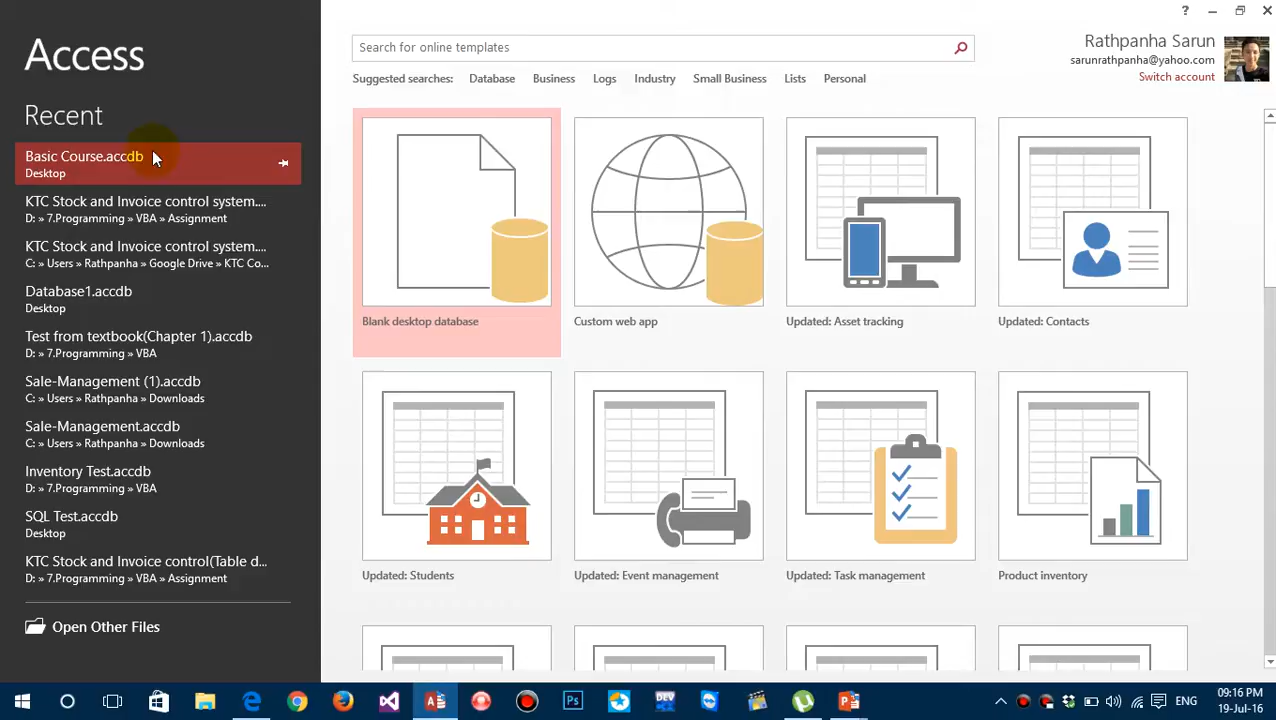 ?
Access
Recent
Basic Course.accdb
Desktop
KTC Stock and Invoice control system....
D: » 7.Programming » VBA » Assignment
KTC Stock and Invoice control system....
C: » Users » Rathpanha » Google Drive » KTC Co...
Database1.accdb
Desktop
Test from textbook(Chapter 1).accdb
D: » 7.Programming » VBA
Sale-Management (1).accdb
C: » Users » Rathpanha » Downloads
Sale-Management.accdb
C: » Users » Rathpanha » Downloads
Inventory Test.accdb
D: » 7.Programming » VBA
SQL Test.accdb
Desktop
KTC Stock and Invoice control(Table d...
D: » 7.Programming » VBA » Assignment
Open Other Files
Search for online templates
Rathpanha Sarun
sarunrathpanha@yahoo.com
Switch account
Suggested searches: Database Business Logs Industry Small Business Lists Personal
Blank desktop database
Custom web app
Updated: Asset tracking
Updated: Contacts
Updated: Students
Updated: Event management
Updated: Task management
Product inventory
Ps
DEV
ENG
09:16 PM
19-Jul-16